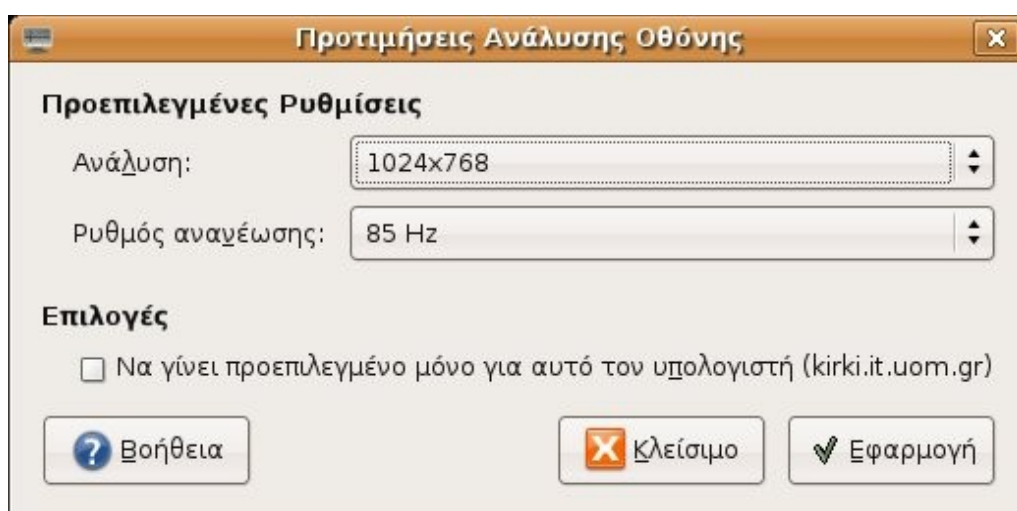 Προτιμήσεις Ανάλυσης Οθόνης
Προεπιλεγμένες Ρυθμίσεις
Ανάλυση: 1024x768
Ρυθμός ανανέωσης: 85 Hz
Επιλογές
Να γίνει προεπιλεγμένο μόνο για αυτό τον υπολογιστή (kirki.it.uom.gr)
Βοήθεια Κλείσιμο Εφαρμογή